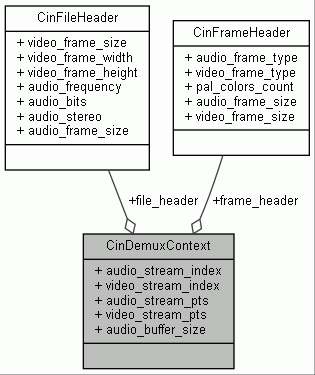 CinFileHeader
+ video_frame_size
+ video_frame_width
+ video_frame_height
+ audio_frequency
+ audio_bits
+ audio_stereo
+ audio_frame_size
CinFrameHeader
+ audio_frame_type
+ video_frame_type
+ pal_colors_count
+ audio_frame_size
+ video_frame_size
+file_header
+frame_header
CinDemuxContext
+ audio_stream_index
+ video_stream_index
+ audio_stream_pts
+ video_stream_pts
+ audio_buffer_size